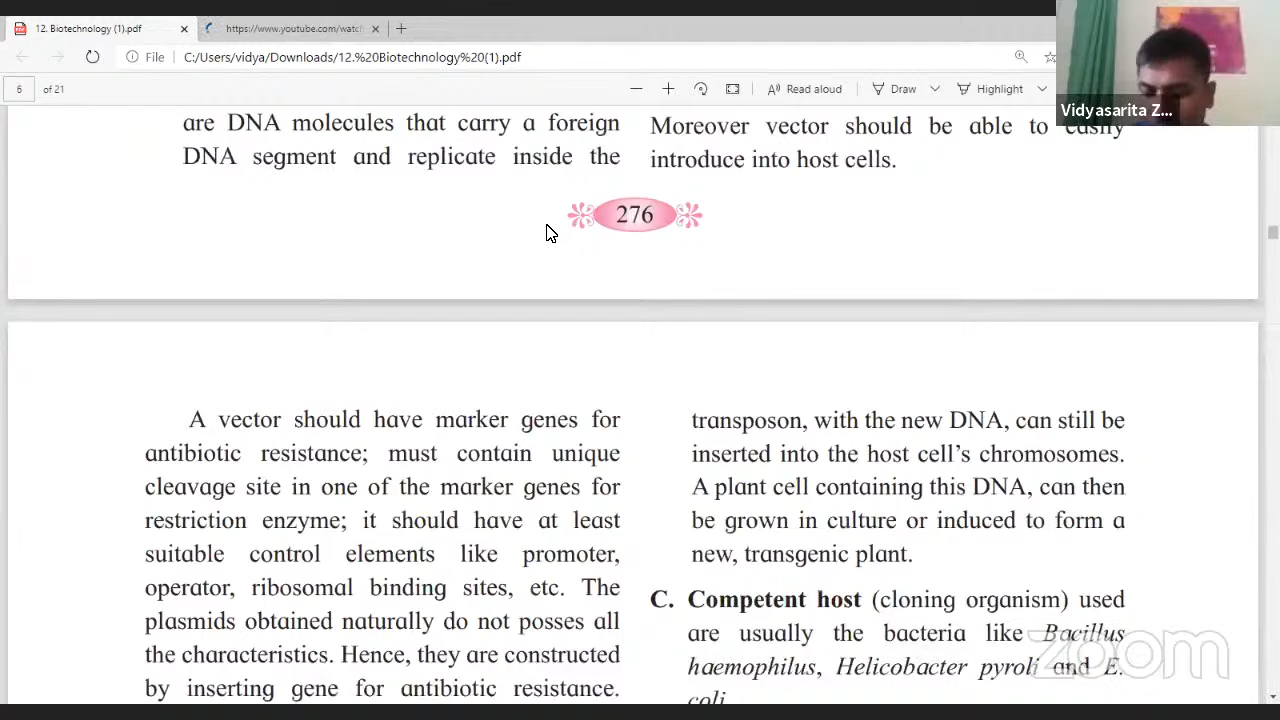 12. Biotechnology (1).pdf
https://www.youtube.com/watch
File
C:/Users/vidya/Downloads/12.%20Biotechnology%20(1).pdf
6 of 21
Read aloud
Draw
Highlight
Vidyasarita Z...
are DNA molecules that carry a foreign
DNA segment and replicate inside the
Moreover vector should be able to easily
introduce into host cells.
276
A vector should have marker genes for
antibiotic resistance; must contain unique
cleavage site in one of the marker genes for
restriction enzyme; it should have at least
suitable control elements like promoter,
operator, ribosomal binding sites, etc. The
plasmids obtained naturally do not posses all
the characteristics. Hence, they are constructed
by inserting gene for antibiotic resistance.
transposon, with the new DNA, can still be
inserted into the host cell's chromosomes.
A plant cell containing this DNA, can then
be grown in culture or induced to form a
new, transgenic plant.
C. Competent host (cloning organism) used
are usually the bacteria like Bacillus
haemophilus, Helicobacter pyroli and E.
coli
zoom